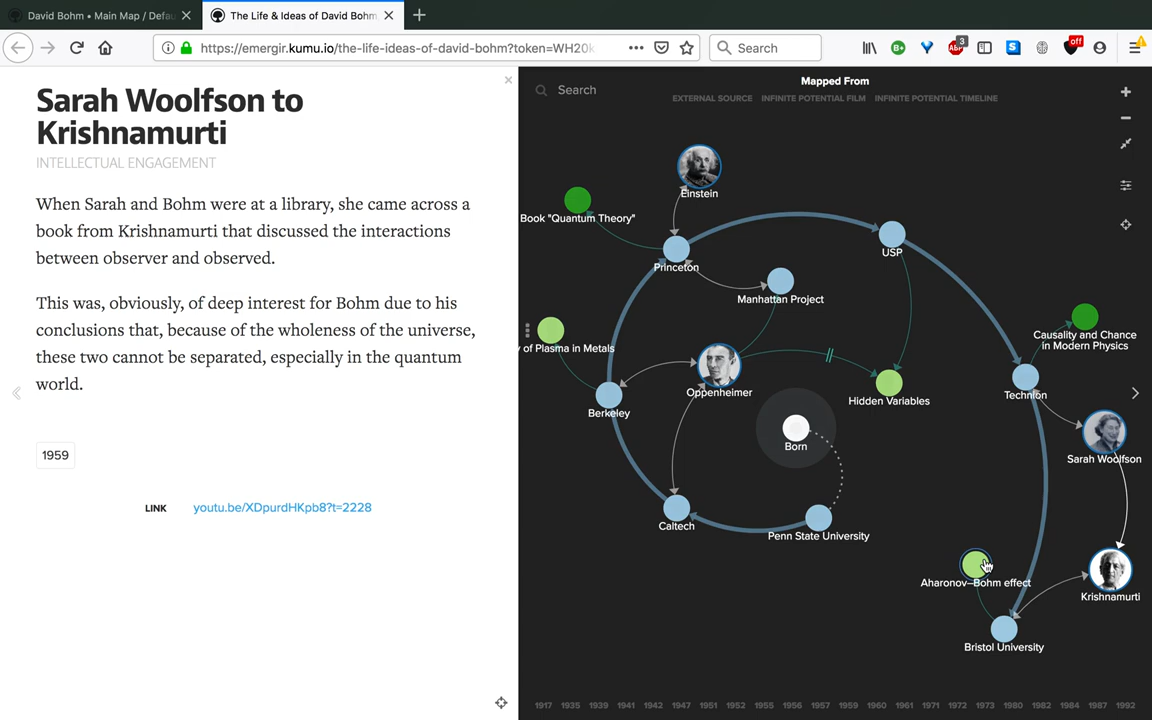 David Bohm • Main Map / Defau
The Life & Ideas of David Bohm
https://emergir.kumu.io/the-life-ideas-of-david-bohm?token=WH20k
Search
B+
ABP
3
S
off
Sarah Woolfson to
Krishnamurti
INTELLECTUAL ENGAGEMENT
When Sarah and Bohm were at a library, she came across a
book from Krishnamurti that discussed the interactions
between observer and observed.
This was, obviously, of deep interest for Bohm due to his
conclusions that, because of the wholeness of the universe,
these two cannot be separated, especially in the quantum
world.
1959
LINK youtu.be/XDpurdHKpb8?t=2228
Search
Mapped From
EXTERNAL SOURCE INFINITE POTENTIAL FILM INFINITE POTENTIAL TIMELINE
Einstein
Book "Quantum Theory"
USP
Princeton
Manhattan Project
Causality and Chance
in Modern Physics
y of Plasma in Metals
Oppenheimer
Hidden Variables
Technion
Berkeley
Born
Sarah Woolfson
Caltech
Penn State University
Aharonov–Bohm effect
Krishnamurti
Bristol University
1917 1935 1939 1941 1942 1947 1951 1952 1955 1956 1957 1959 1960 1961 1971 1972 1973 1980 1982 1984 1987 1992